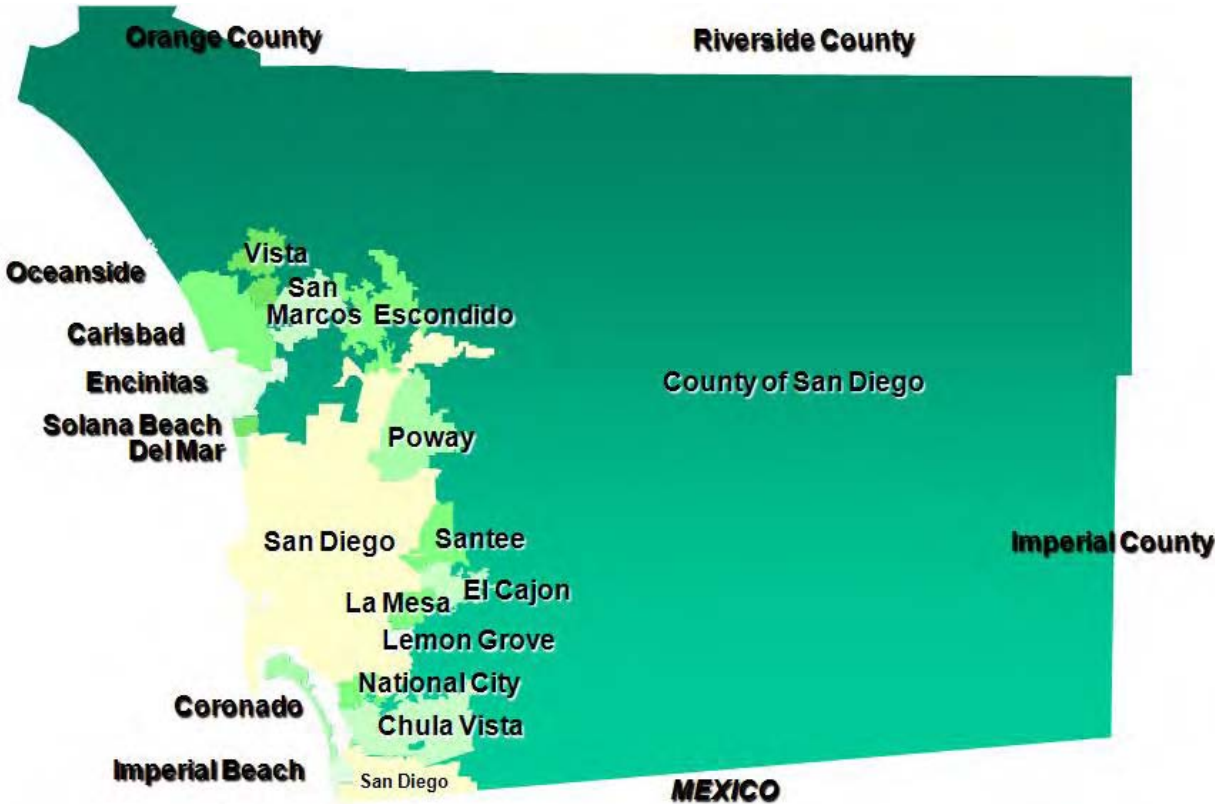 Orange County
Riverside County
Vista
Oceanside
San
Marcos
Escondido
Carlsbad
Encinitas
County of San Diego
Solana Beach
Del Mar
Poway
San Diego
Santee
Imperial County
El Cajon
La Mesa
Lemon Grove
National City
Coronado
Chula Vista
Imperial Beach
San Diego
MEXICO